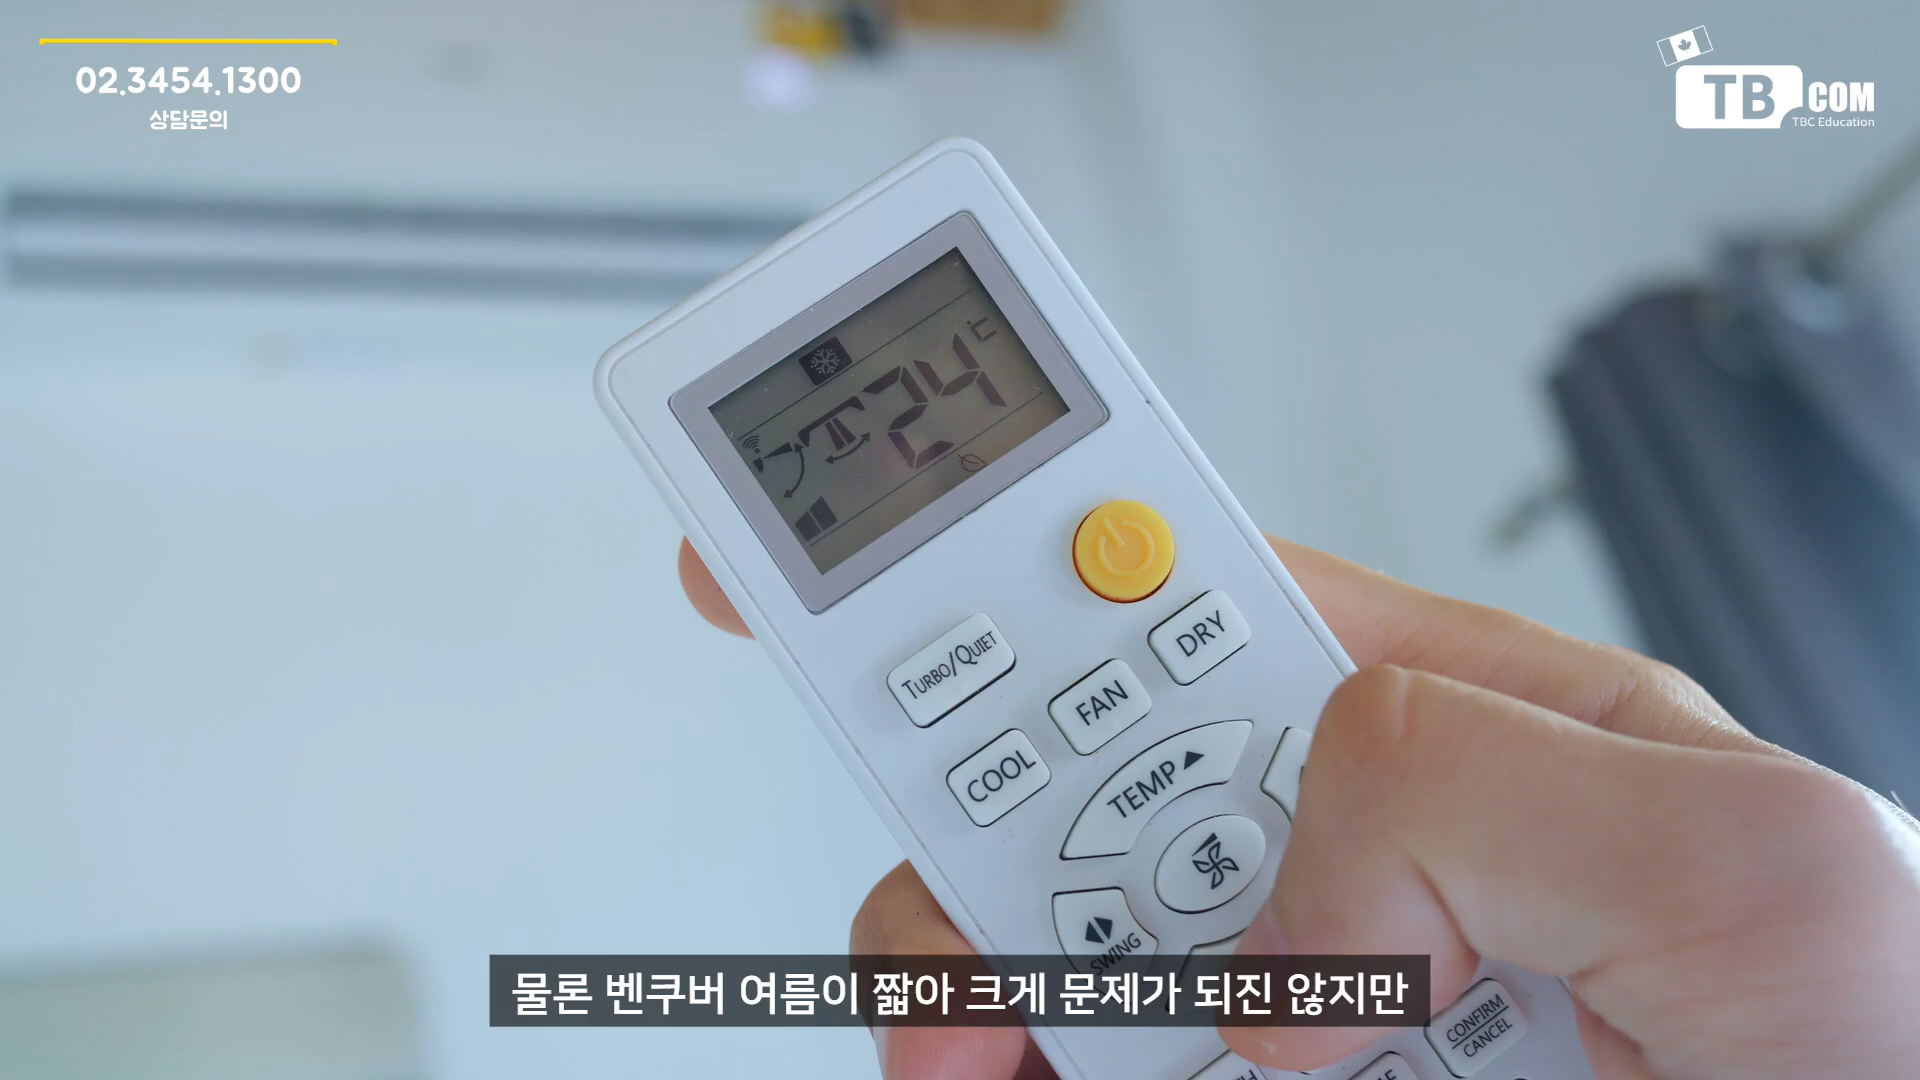 02.3454.1300
상담문의
TB.COM
TBC Education
24℃
TURBO/QUIET
DRY
FAN
COOL
TEMP▲
SWING
CONFIRM
CANCEL
물론 벤쿠버 여름이 짧아 크게 문제가 되진 않지만